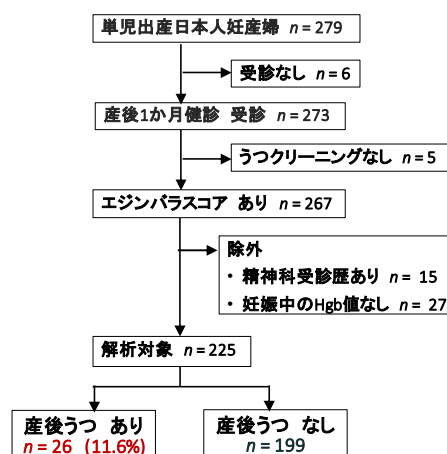 単児出産日本人妊産婦 n = 279
受診なし n = 6
産後1か月健診 受診 n = 273
うつクリーニングなし n = 5
エジンバラスコア あり n = 267
除外
・ 精神科受診歴あり n = 15
・ 妊娠中のHgb値なし n = 27
解析対象 n = 225
産後うつ あり
n = 26 (11.6%)
産後うつ なし
n = 199